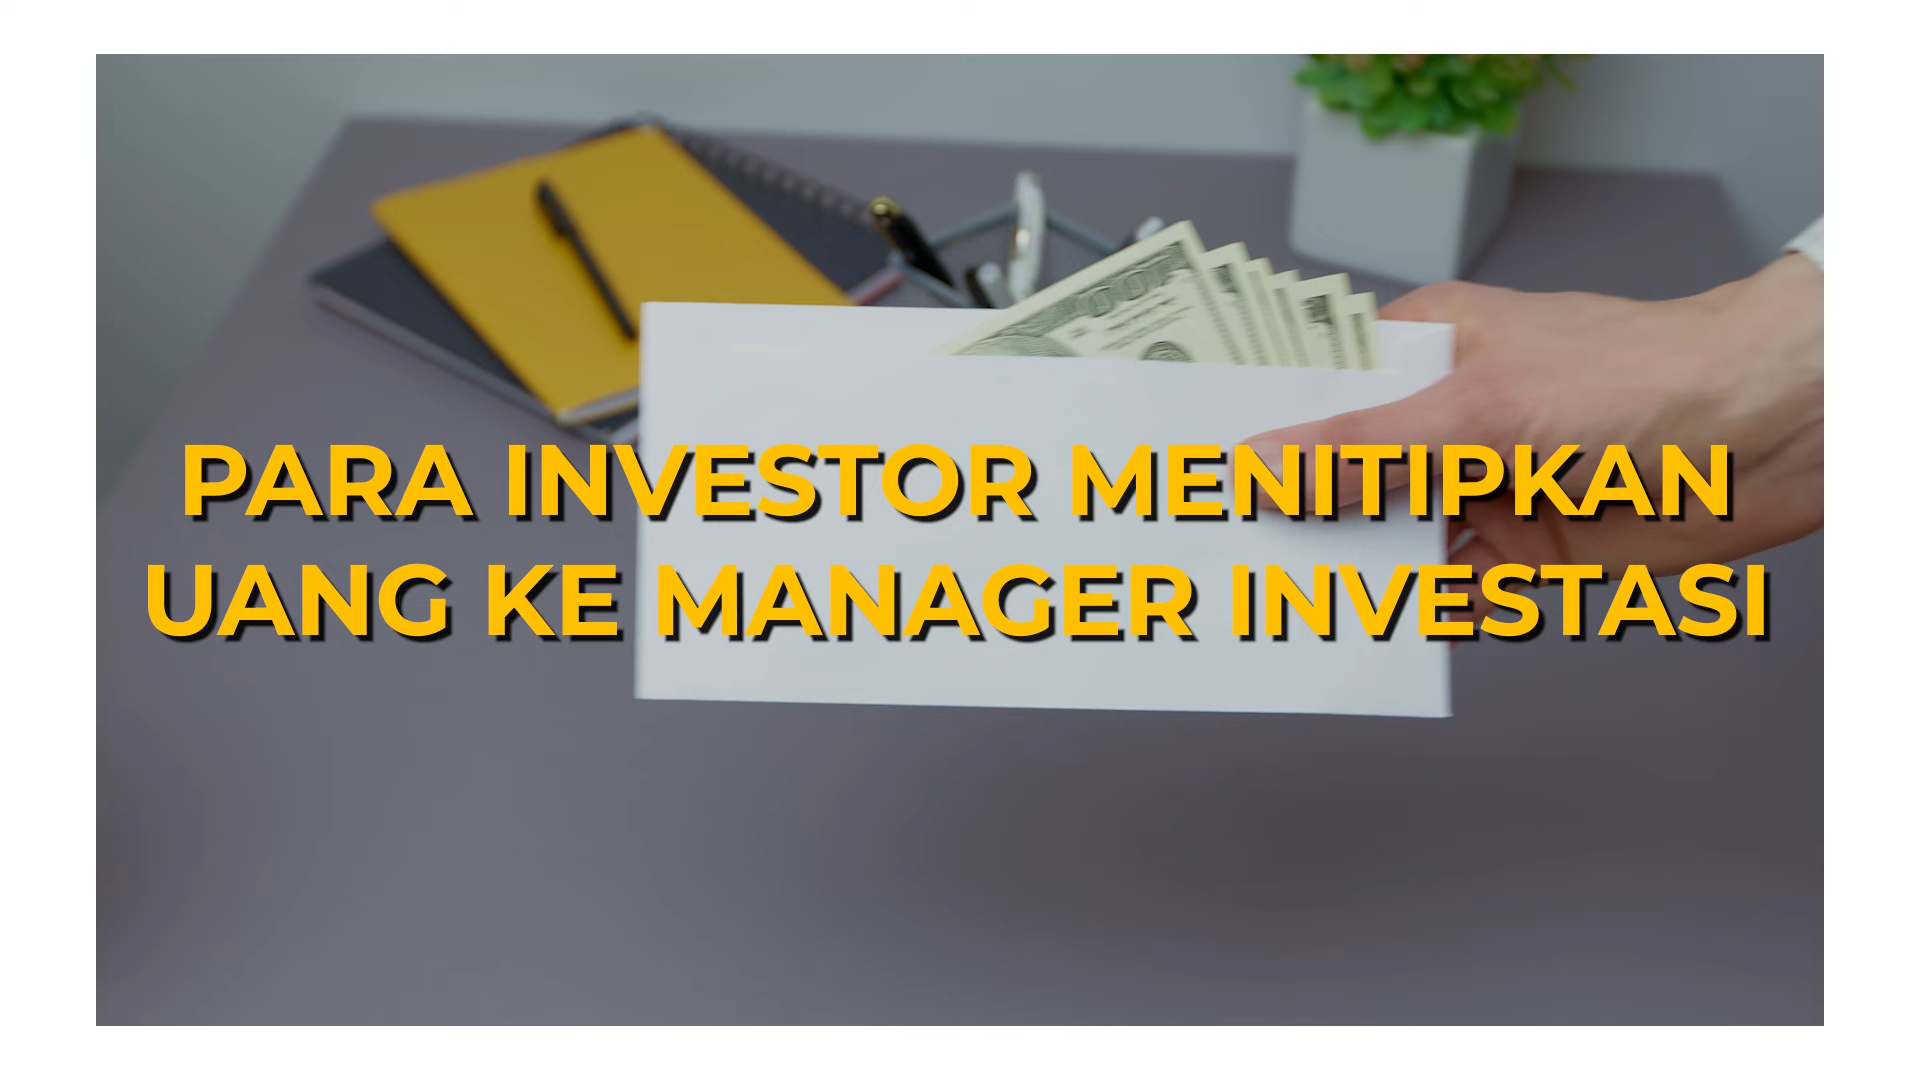 PARA INVESTOR MENITIPKAN
UANG KE MANAGER INVESTASI